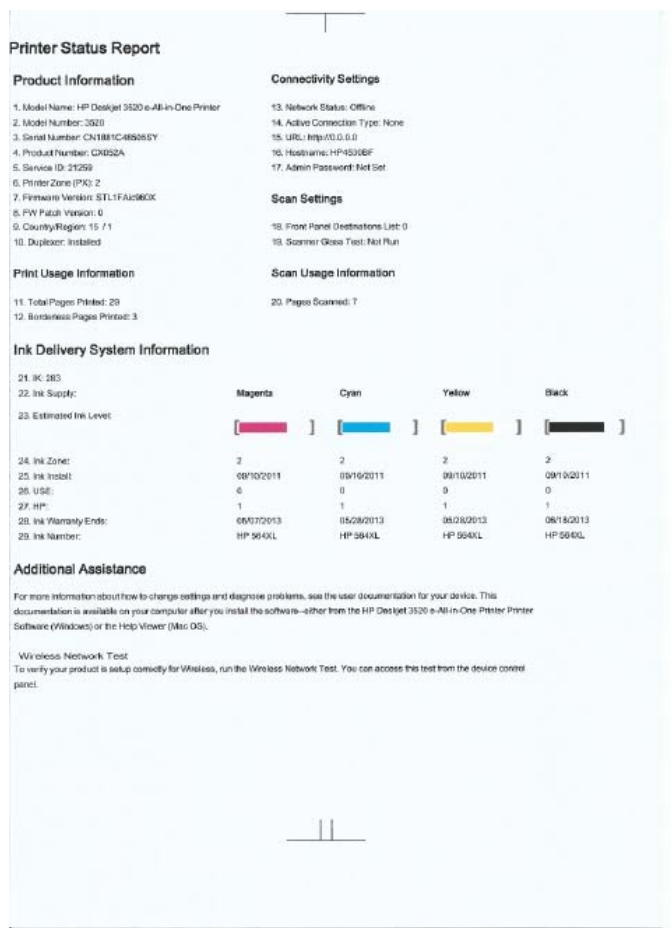 Printer Status Report
Product Information
1. Model Name: HP Deskjet 3520 e-All-in-One Printer
2. Model Number: 3520
3. Serial Number: CN1881C48505SY
4. Product Number: CX052A
5. Service ID: 21259
6. Printer Zone (PX): 2
7. Firmware Version: STL1FAic960X
8. FW Patch Version: 0
9. Country/Region: 15 / 1
10. Duplexer: Installed
Print Usage Information
11. Total Pages Printed: 29
12. Borderless Pages Printed: 3
Connectivity Settings
13. Network Status: Offline
14. Active Connection Type: None
15. URL: http://0.0.0.0
16. Hostname: HP4530BF
17. Admin Password: Not Set
Scan Settings
18. Front Panel Destinations List: 0
19. Scanner Glass Test: Not Run
Scan Usage Information
20. Pages Scanned: 7
Ink Delivery System Information
21. IK: 283
22. Ink Supply: Magenta Cyan Yellow Black
23. Estimated Ink Level:
24. Ink Zone: 2 2 2 2
25. Ink Install: 09/10/2011 09/16/2011 09/10/2011 09/10/2011
26. USE: 0 0 0 0
27. HP: 1 1 1 1
28. Ink Warranty Ends: 06/07/2013 05/28/2013 05/28/2013 06/18/2013
29. Ink Number: HP 564XL HP 564XL HP 564XL HP 564XL
Additional Assistance
For more information about how to change settings and diagnose problems, see the user documentation for your device. This
documentation is available on your computer after you install the software--either from the HP Deskjet 3520 e-All-in-One Printer Printer
Software (Windows) or the Help Viewer (Mac OS).
Wireless Network Test
To verify your product is setup correctly for Wireless, run the Wireless Network Test. You can access this test from the device control
panel.